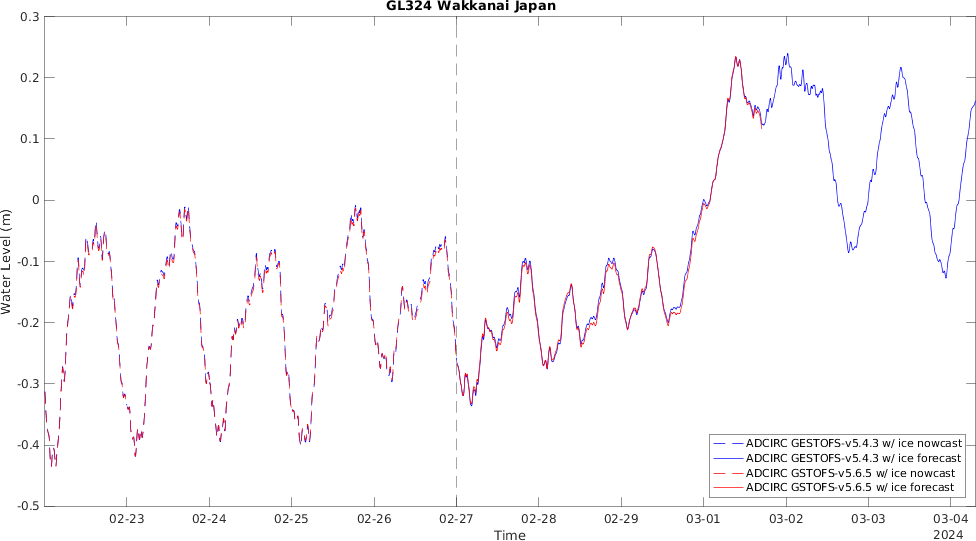 GL324 Wakkanai Japan
0.3
0.2
0.1
0
-0.1
-0.2
-0.3
-0.4
-0.5
Water Level (m)
ADCIRC GESTOFS-v5.4.3 w/ ice nowcast
ADCIRC GESTOFS-v5.4.3 w/ ice forecast
ADCIRC GSTOFS-v5.6.5 w/ ice nowcast
ADCIRC GSTOFS-v5.6.5 w/ ice forecast
02-23 02-24 02-25 02-26 02-27 02-28 02-29 03-01 03-02 03-03 03-04
Time 2024